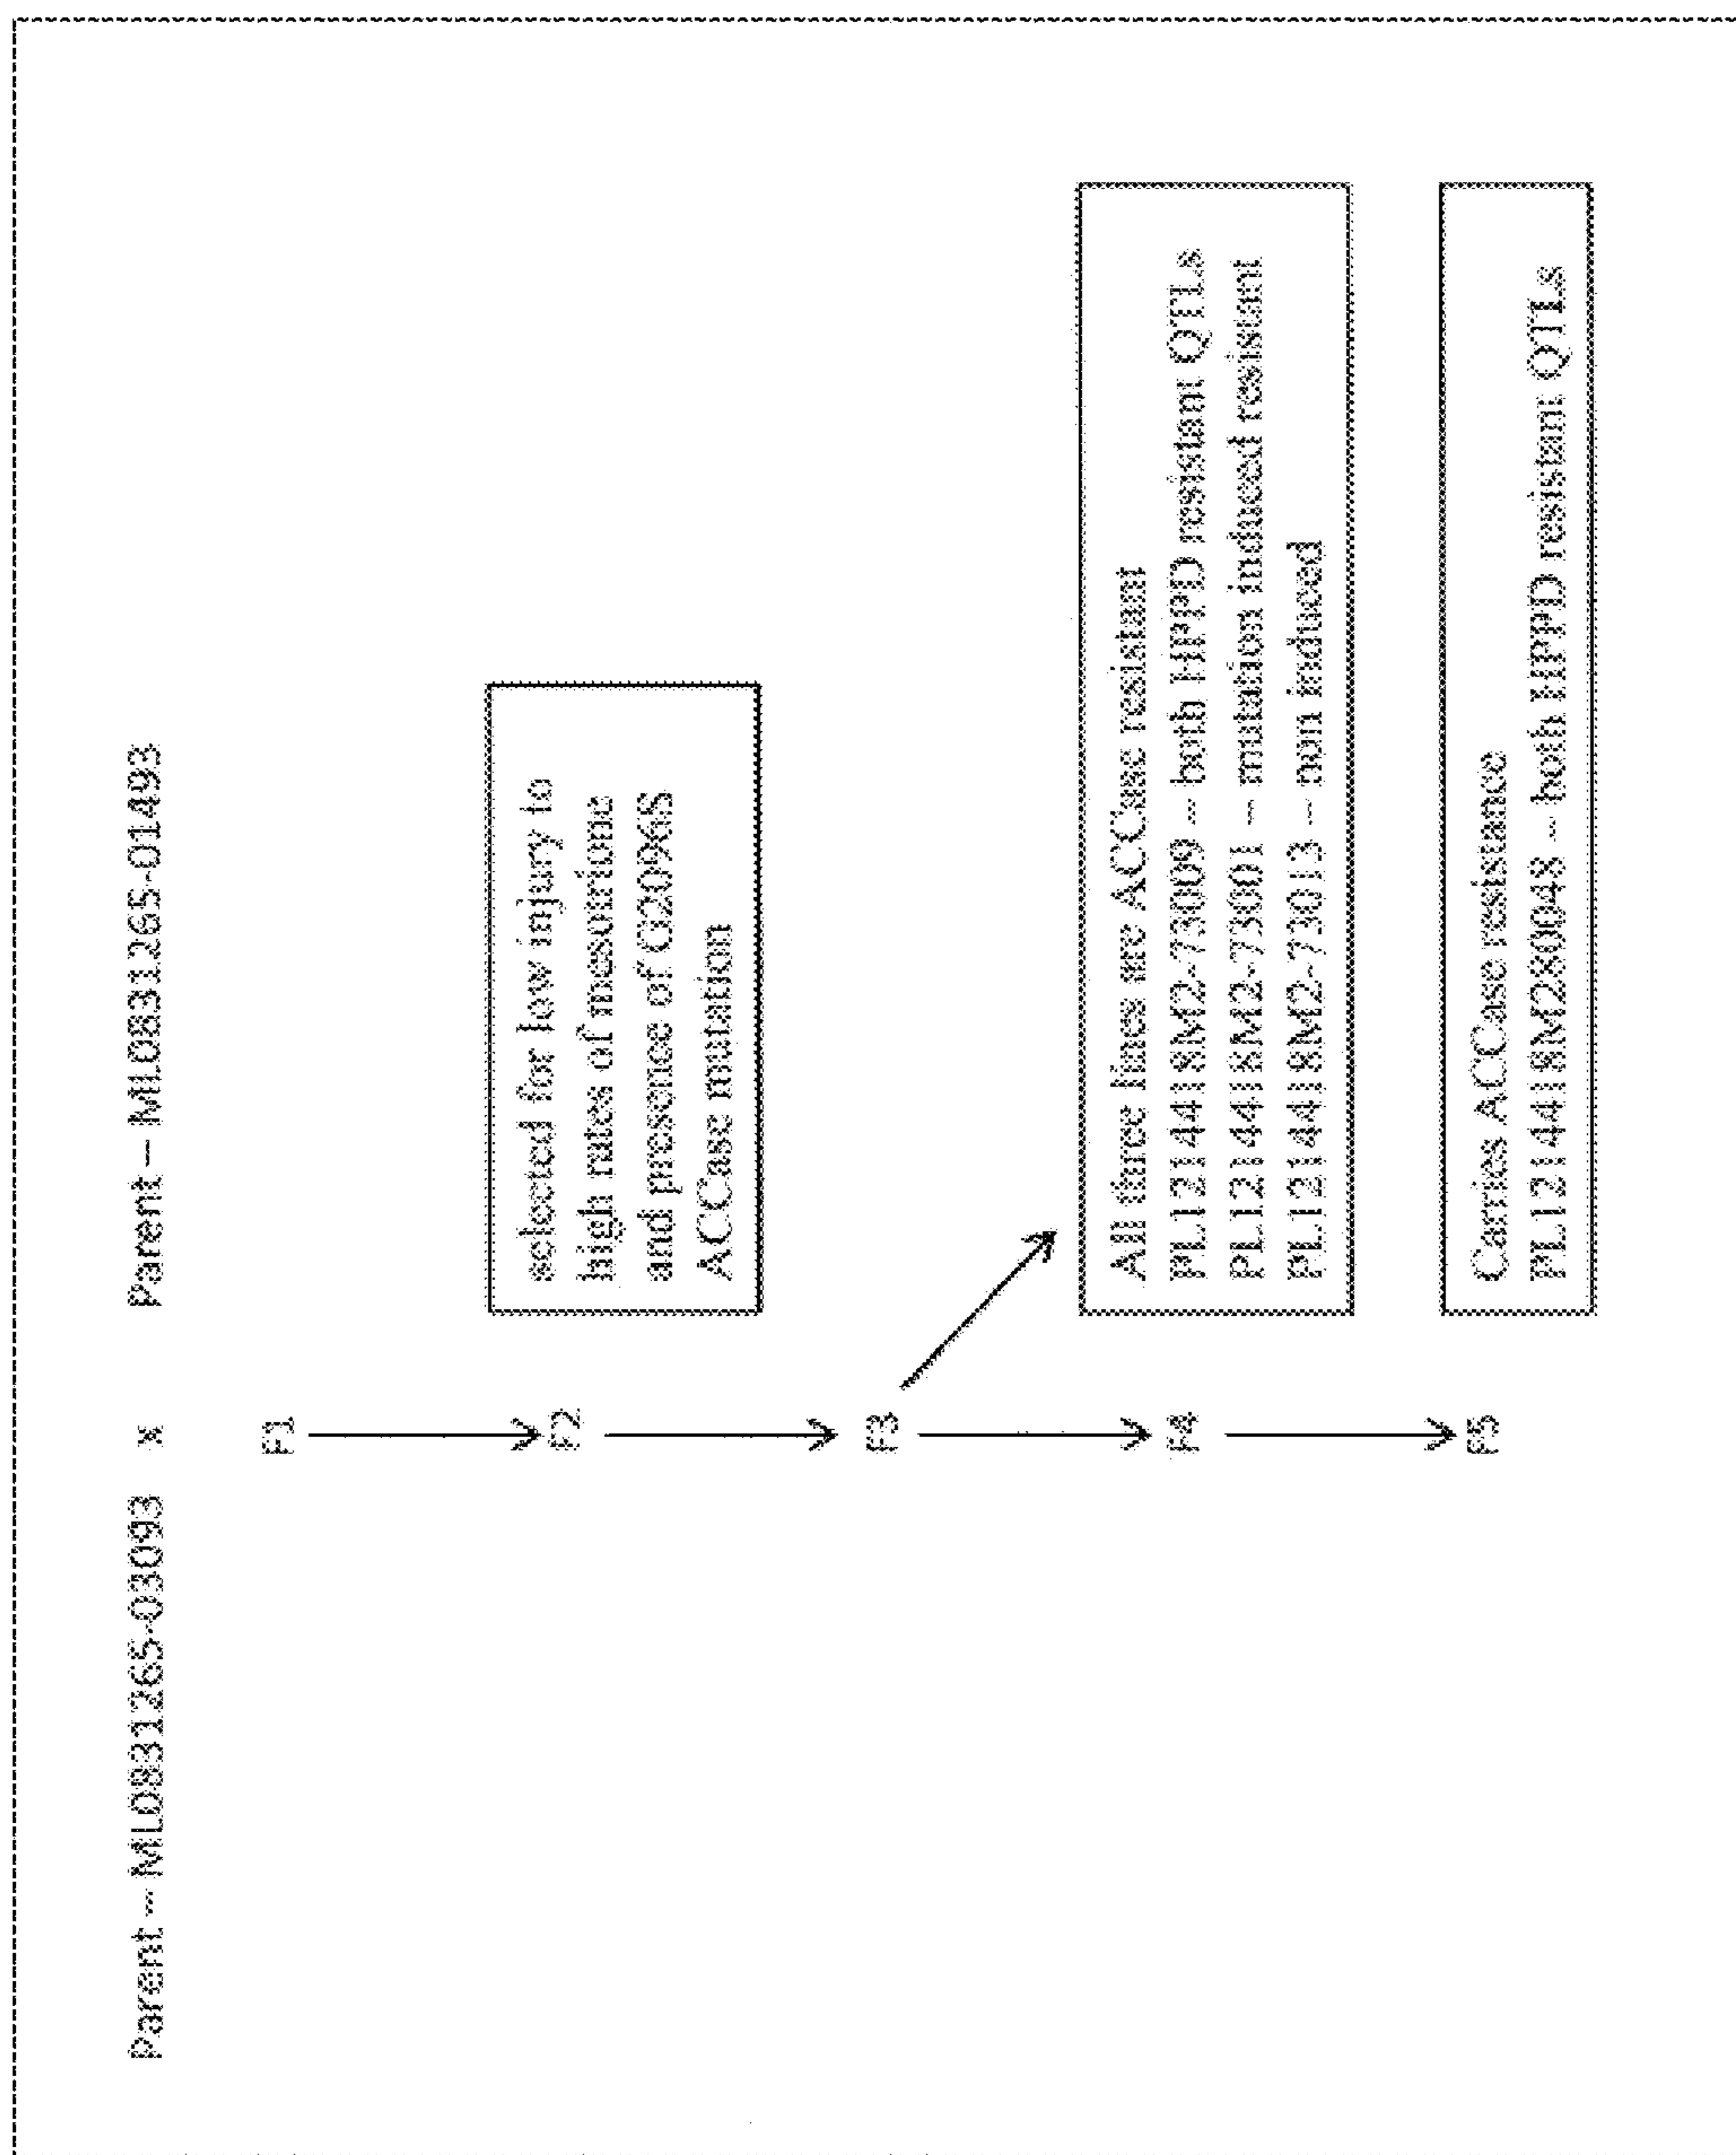 Parent – ML0831265-03093 x Parent – ML0831265-01493
F1
F2
selected for low injury to
high rates of mesotrione
and presence of G2096S
ACCase mutation
F3
F4
All three lines are ACCase resistant
PL1214418M2-73009 – both HPPD resistant QTLs
PL1214418M2-73001 – mutation induced resistant
PL1214418M2-73013 – non induced
F5
Carries ACCase resistance
PL1214418M280048 – both HPPD resistant QTLs